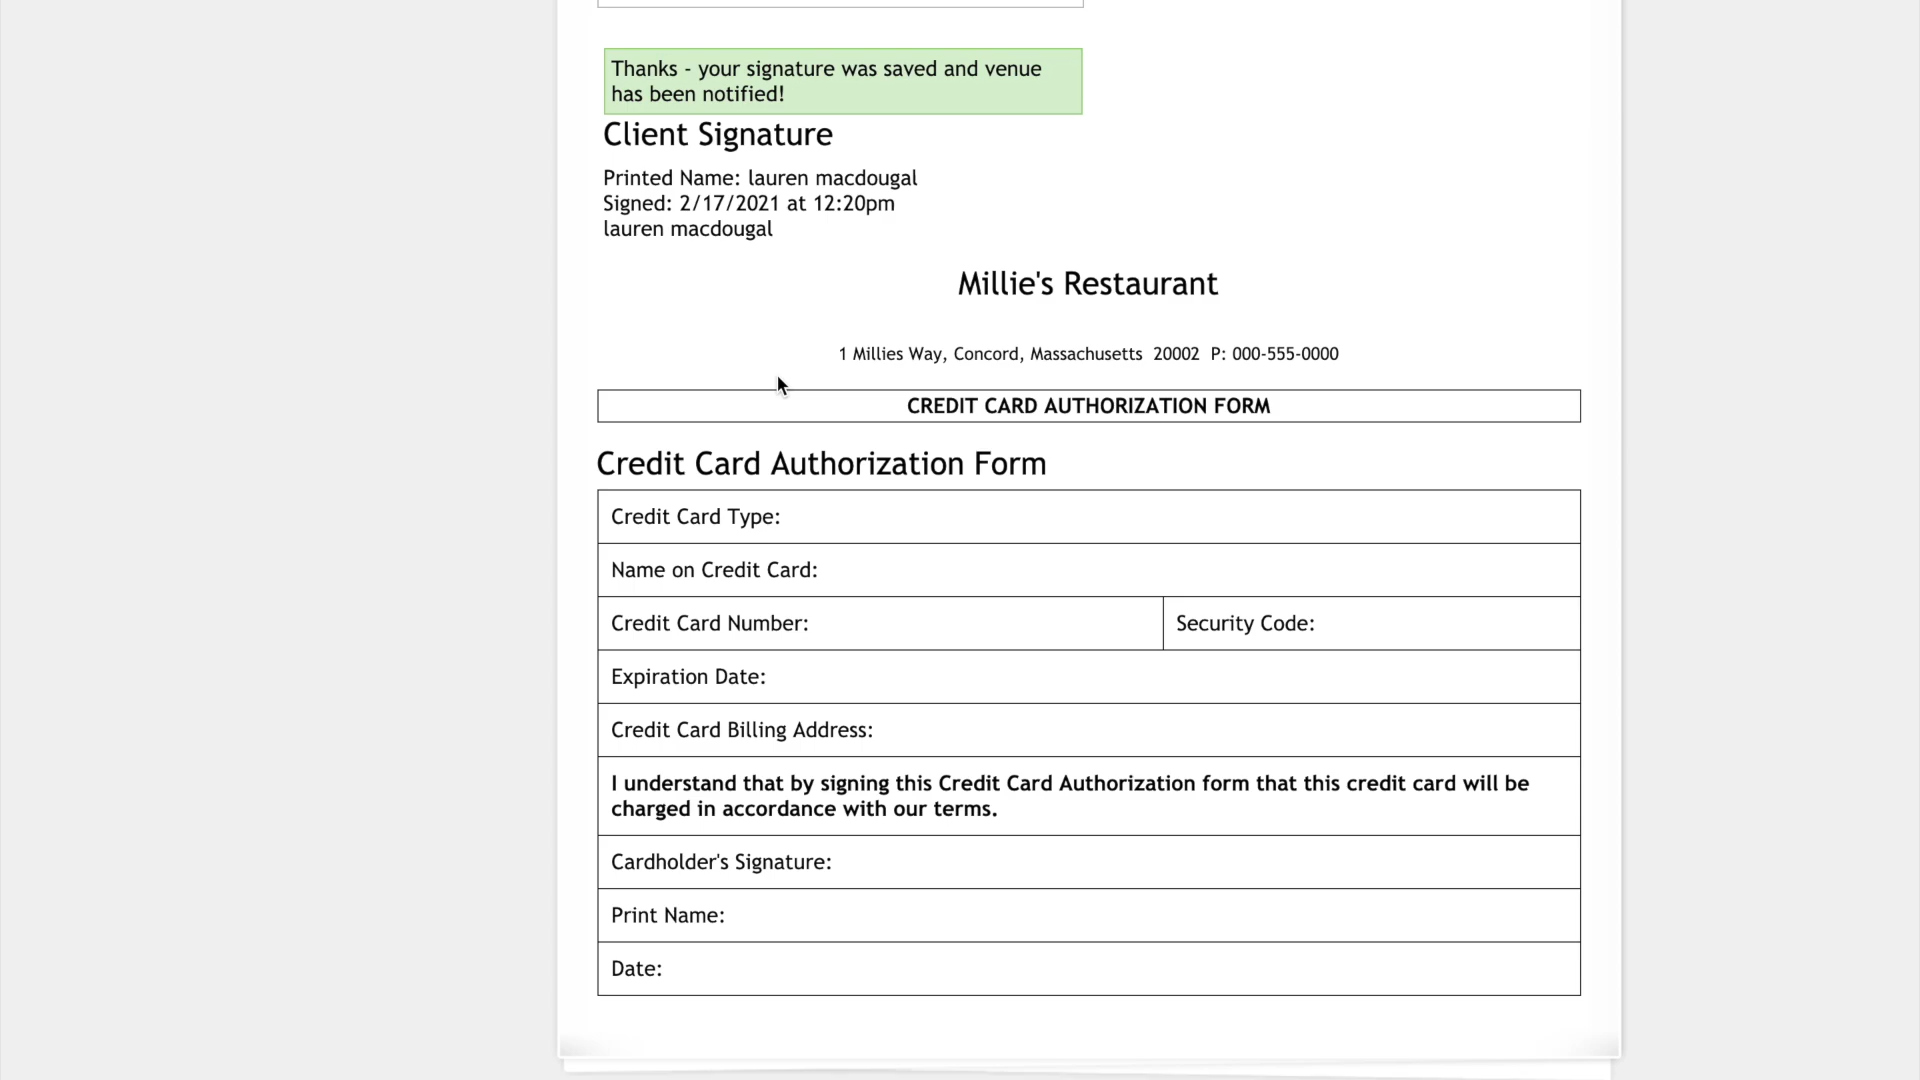 Thanks - your signature was saved and venue
has been notified!
Client Signature
Printed Name: lauren macdougal
Signed: 2/17/2021 at 12:20pm
lauren macdougal
Millie's Restaurant
1 Millies Way, Concord, Massachusetts  20002  P: 000-555-0000
CREDIT CARD AUTHORIZATION FORM
Credit Card Authorization Form
Credit Card Type:
Name on Credit Card:
Credit Card Number:
Security Code:
Expiration Date:
Credit Card Billing Address:
I understand that by signing this Credit Card Authorization form that this credit card will be
charged in accordance with our terms.
Cardholder's Signature:
Print Name:
Date: